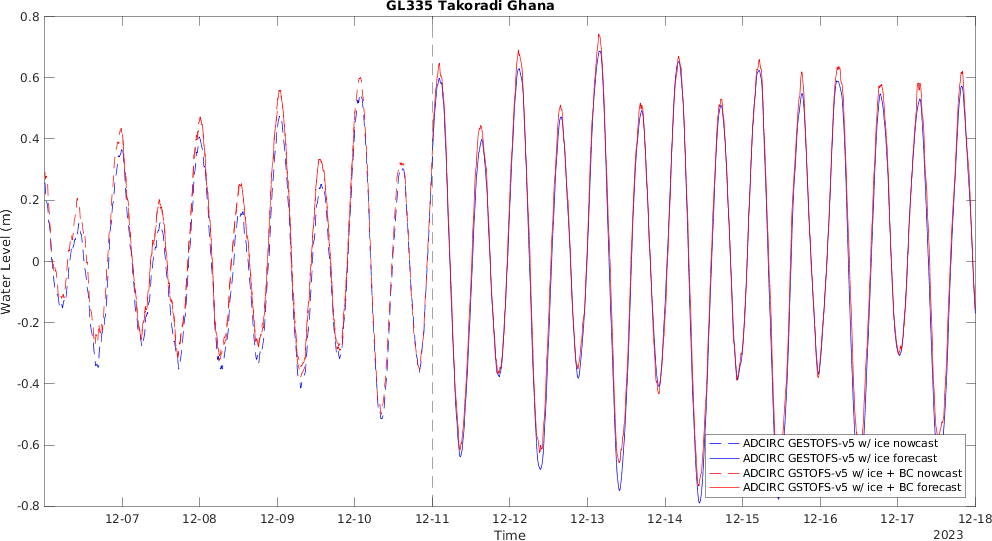 GL335 Takoradi Ghana
0.8
0.6
0.4
0.2
0
-0.2
-0.4
-0.6
-0.8
Water Level (m)
ADCIRC GESTOFS-v5 w/ ice nowcast
ADCIRC GESTOFS-v5 w/ ice forecast
ADCIRC GSTOFS-v5 w/ ice + BC nowcast
ADCIRC GSTOFS-v5 w/ ice + BC forecast
12-07 12-08 12-09 12-10 12-11 12-12 12-13 12-14 12-15 12-16 12-17 12-18
Time
2023